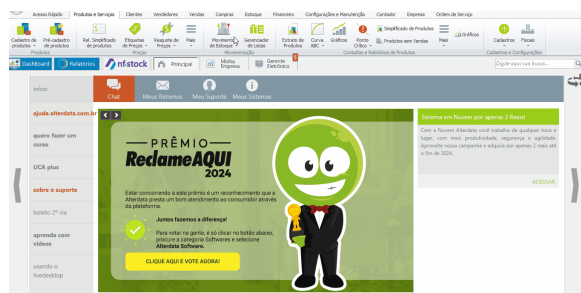 Acesso Rápido Produtos e Serviços Clientes Vendedores Vendas Compras Estoque Financeiro Configurações e Manutenção Contador Empresa Ordens de Serviço
Cadastro de produtos Pré-cadastro de produtos Rel. Simplificado de produtos Etiquetas de Preços Reajuste de Preços Mais Movimento de Estoque Gerenciador de Listas Extrato de Produtos Curva ABC Gráficos Ponto Crítico Simplificado de Produtos Produtos sem Vendas Mais Gráficos Cadastros Fiscais
Produtos Preços Movimentação Consultas e Relatórios de Produtos Cadastros e Configurações
DashBoard Relatórios nfstock Principal Minha Empresa Gerente Eletrônico Digite aqui sua busca...
início
ajuda.alterdata.com.br
quero fazer um curso
UCA plus
sobre o suporte
boleto 2ª via
aprenda com vídeos
usando o livedesktop
Chat Meus Retornos Meu Suporte Meus Sistemas
PRÊMIO
ReclameAQUI
2024
Estar concorrendo a este prêmio é um reconhecimento que a
Alterdata presta um bom atendimento ao consumidor através
da plataforma.
Juntos fazemos a diferença!
Para votar na gente, é só clicar no botão abaixo,
procure a categoria Softwares e selecione
Alterdata Software.
CLIQUE AQUI E VOTE AGORA!
Sistema em Nuvem por apenas 2 Reais!
Com a Nuvem Alterdata você trabalha de qualquer hora e
lugar, com mais produtividade, segurança e agilidade.
Aproveite nossa campanha e adquira por apenas 2 reais até
o fim de 2024.
ACESSAR